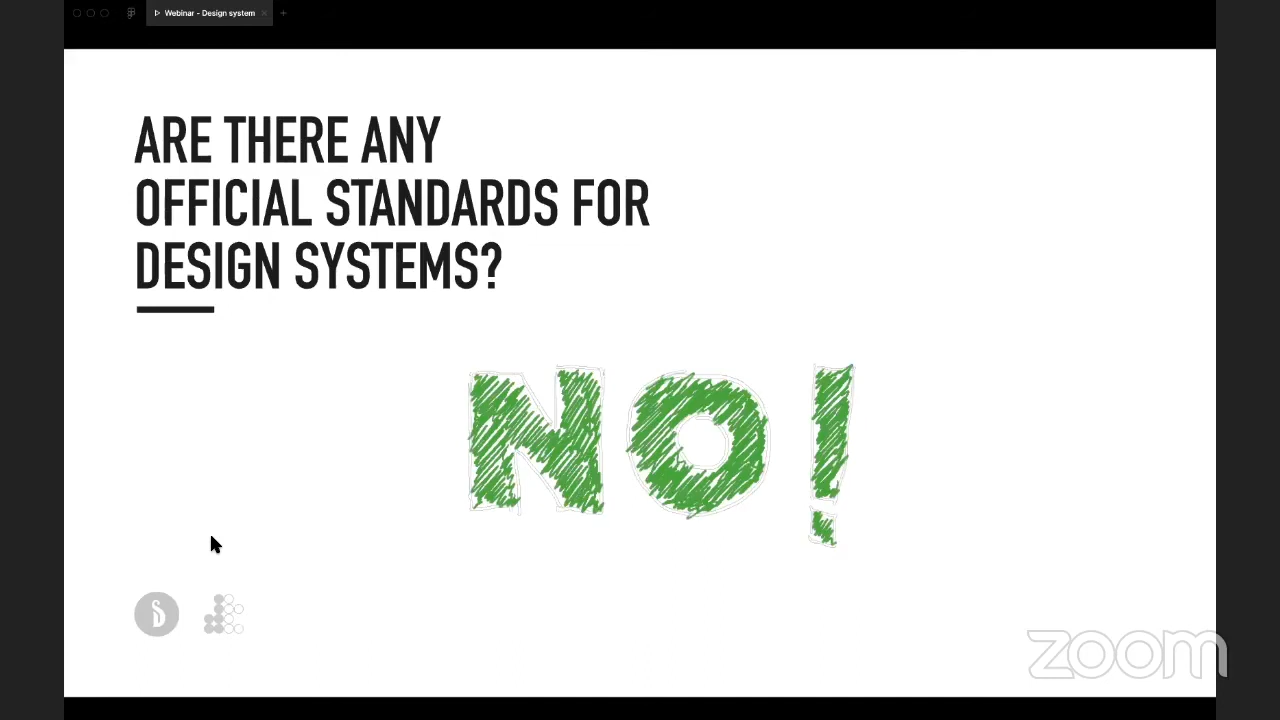 Webinar - Design system
ARE THERE ANY
OFFICIAL STANDARDS FOR
DESIGN SYSTEMS?
NO!
zoom